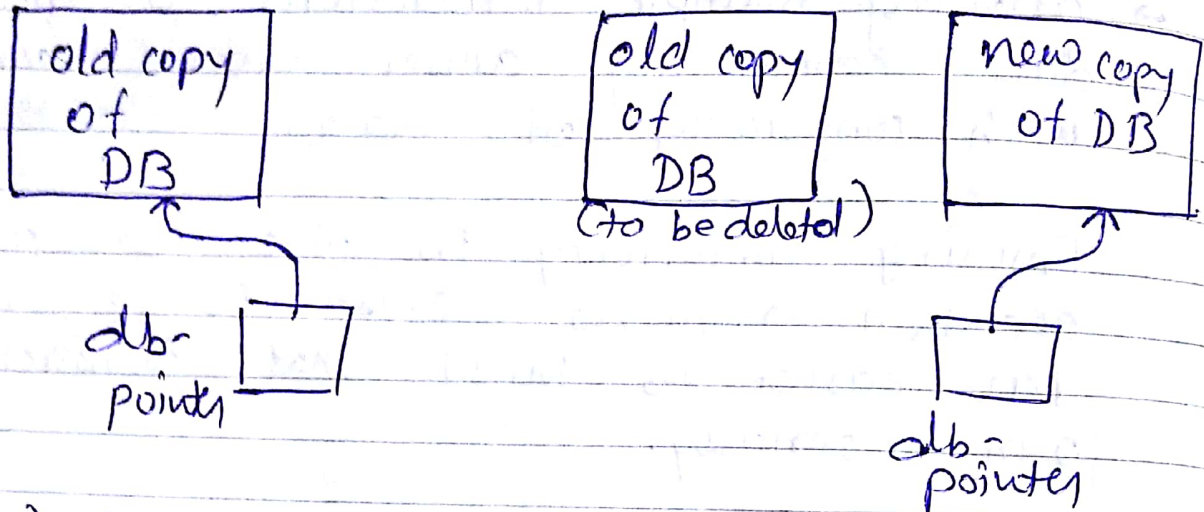 old copy
of
DB
db-
pointer
old copy
of
DB
(to be deleted)
new copy
of DB
db-
pointer